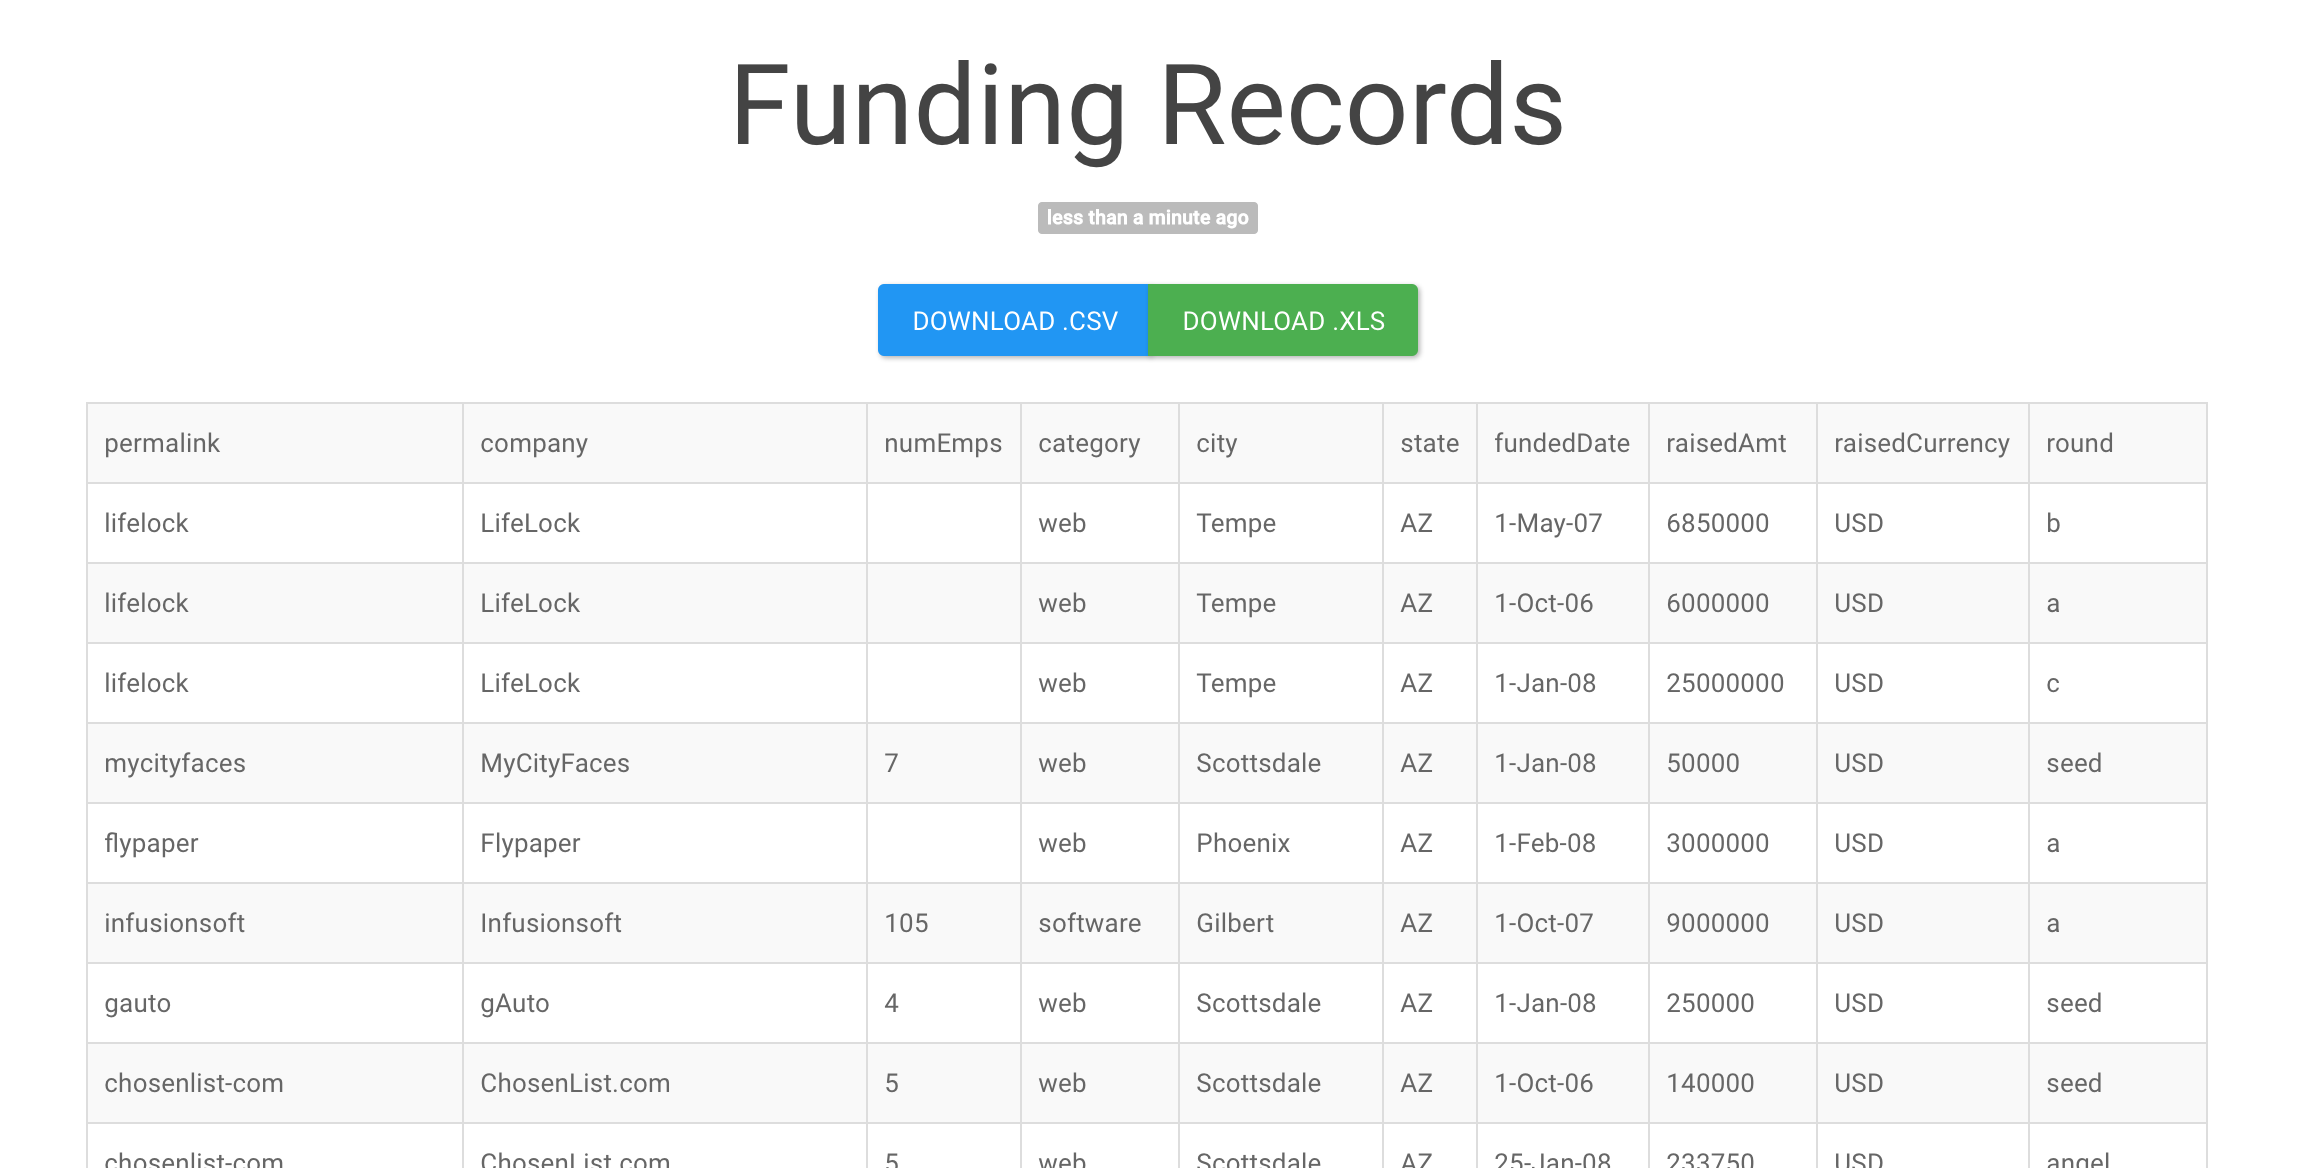 Funding Records
less than a minute ago
DOWNLOAD .CSV DOWNLOAD .XLS
permalink company numEmps category city state fundedDate raisedAmt raisedCurrency round
lifelock LifeLock web Tempe AZ 1-May-07 6850000 USD b
lifelock LifeLock web Tempe AZ 1-Oct-06 6000000 USD a
lifelock LifeLock web Tempe AZ 1-Jan-08 25000000 USD c
mycityfaces MyCityFaces 7 web Scottsdale AZ 1-Jan-08 50000 USD seed
flypaper Flypaper web Phoenix AZ 1-Feb-08 3000000 USD a
infusionsoft Infusionsoft 105 software Gilbert AZ 1-Oct-07 9000000 USD a
gauto gAuto 4 web Scottsdale AZ 1-Jan-08 250000 USD seed
chosenlist-com ChosenList.com 5 web Scottsdale AZ 1-Oct-06 140000 USD seed
chosenlist-com ChosenList.com 5 web Scottsdale AZ 25-Jan-08 233750 USD angel